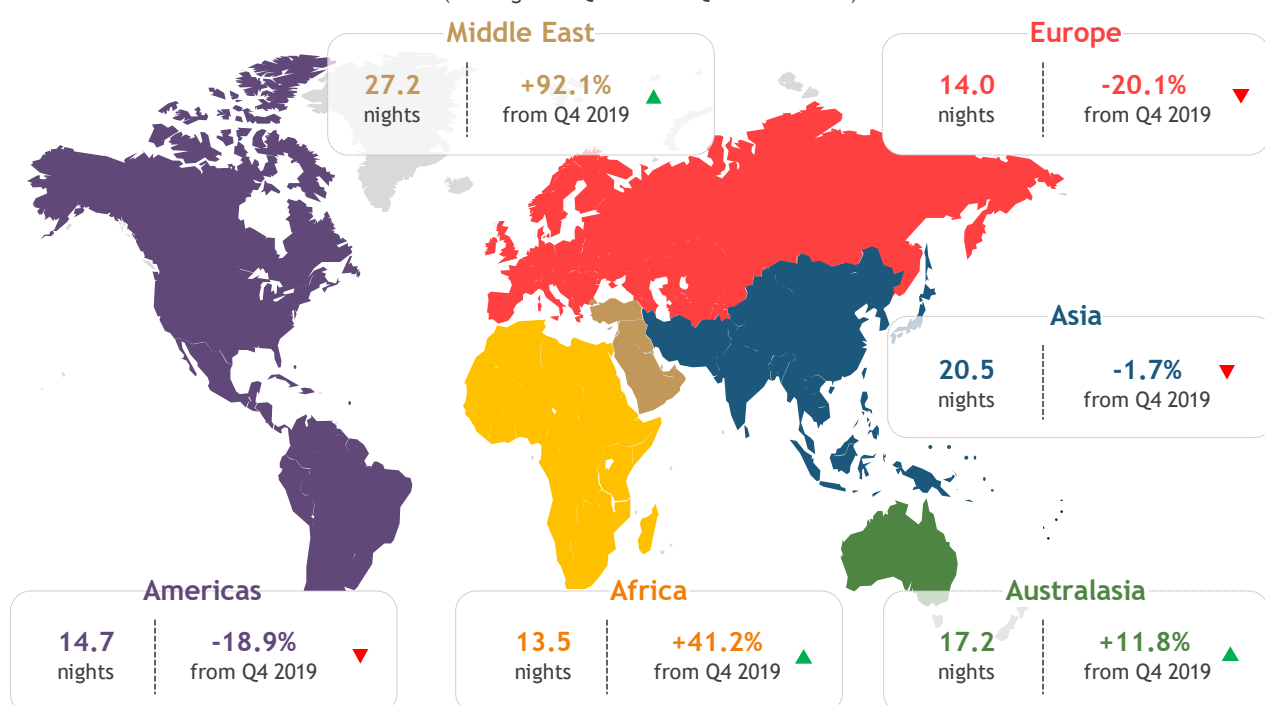 Middle East
27.2
nights
+92.1%
from Q4 2019
Europe
14.0
nights
-20.1%
from Q4 2019
Asia
20.5
nights
-1.7%
from Q4 2019
Americas
14.7
nights
-18.9%
from Q4 2019
Africa
13.5
nights
+41.2%
from Q4 2019
Australasia
17.2
nights
+11.8%
from Q4 2019